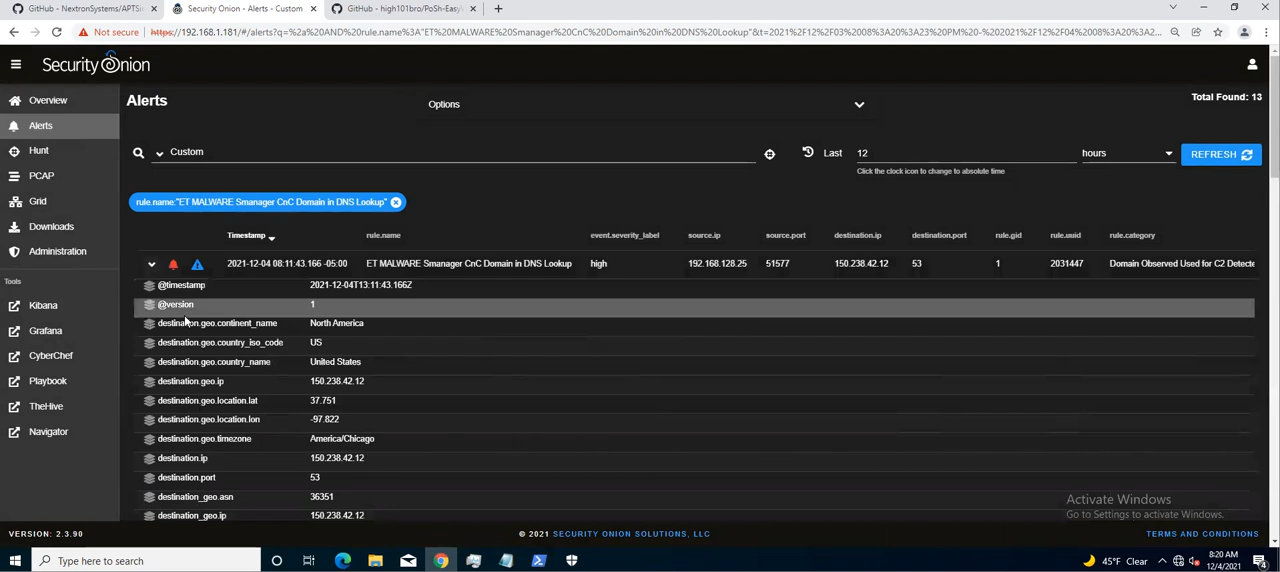 GitHub - NextronSystems/APTSi
Security Onion - Alerts - Custom
GitHub - high101bro/PoSh-EasyV
Not secure
https://192.168.1.181/#/alerts?q=%2a%20AND%20rule.name%3A"ET%20MALWARE%20Smanager%20CnC%20Domain%20in%20DNS%20Lookup"&t=2021%2F12%2F03%2008%3A20%3A23%20PM%20-%202021%2F12%2F04%2008%3A20%3A2...
Security Onion
Overview
Alerts
Hunt
PCAP
Grid
Downloads
Administration
Tools
Kibana
Grafana
CyberChef
Playbook
TheHive
Navigator
Alerts
Options
Total Found: 13
Custom
Last 12 hours
REFRESH
Click the clock icon to change to absolute time
rule.name:"ET MALWARE Smanager CnC Domain in DNS Lookup"
Timestamp rule.name event.severity_label source.ip source.port destination.ip destination.port rule.gid rule.uuid rule.category
2021-12-04 08:11:43.166 -05:00 ET MALWARE Smanager CnC Domain in DNS Lookup high 192.168.128.25 51577 150.238.42.12 53 1 2031447 Domain Observed Used for C2 Detecte
@timestamp 2021-12-04T13:11:43.166Z
@version 1
destination.geo.continent_name North America
destination.geo.country_iso_code US
destination.geo.country_name United States
destination.geo.ip 150.238.42.12
destination.geo.location.lat 37.751
destination.geo.location.lon -97.822
destination.geo.timezone America/Chicago
destination.ip 150.238.42.12
destination.port 53
destination_geo.asn 36351
destination_geo.ip 150.238.42.12
Activate Windows
Go to Settings to activate Windows.
VERSION: 2.3.90
© 2021 SECURITY ONION SOLUTIONS, LLC
TERMS AND CONDITIONS
Type here to search
45°F Clear
8:20 AM
12/4/2021
4